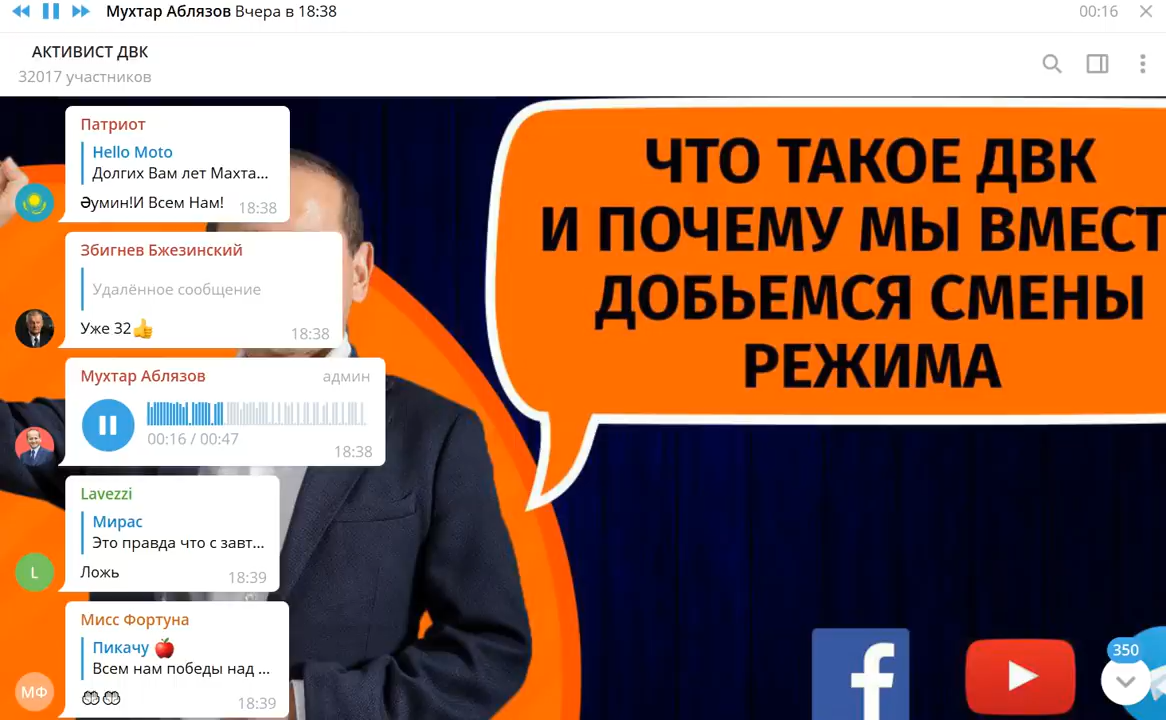 Мухтар Аблязов Вчера в 18:38
00:16
АКТИВИСТ ДВК
32017 участников
Патриот
Hello Moto
Долгих Вам лет Махта...
Әумин!И Всем Нам! 18:38
Збигнев Бжезинский
Удалённое сообщение
Уже 32👍 18:38
Мухтар Аблязов админ
00:16 / 00:47
18:38
Lavezzi
Мирас
Это правда что с завт...
L
Ложь 18:39
Мисс Фортуна
Пикачу 🍎
Всем нам победы над ...
МФ
18:39
ЧТО ТАКОЕ ДВК
И ПОЧЕМУ МЫ ВМЕСТ
ДОБЬЕМСЯ СМЕНЫ
РЕЖИМА
f
350